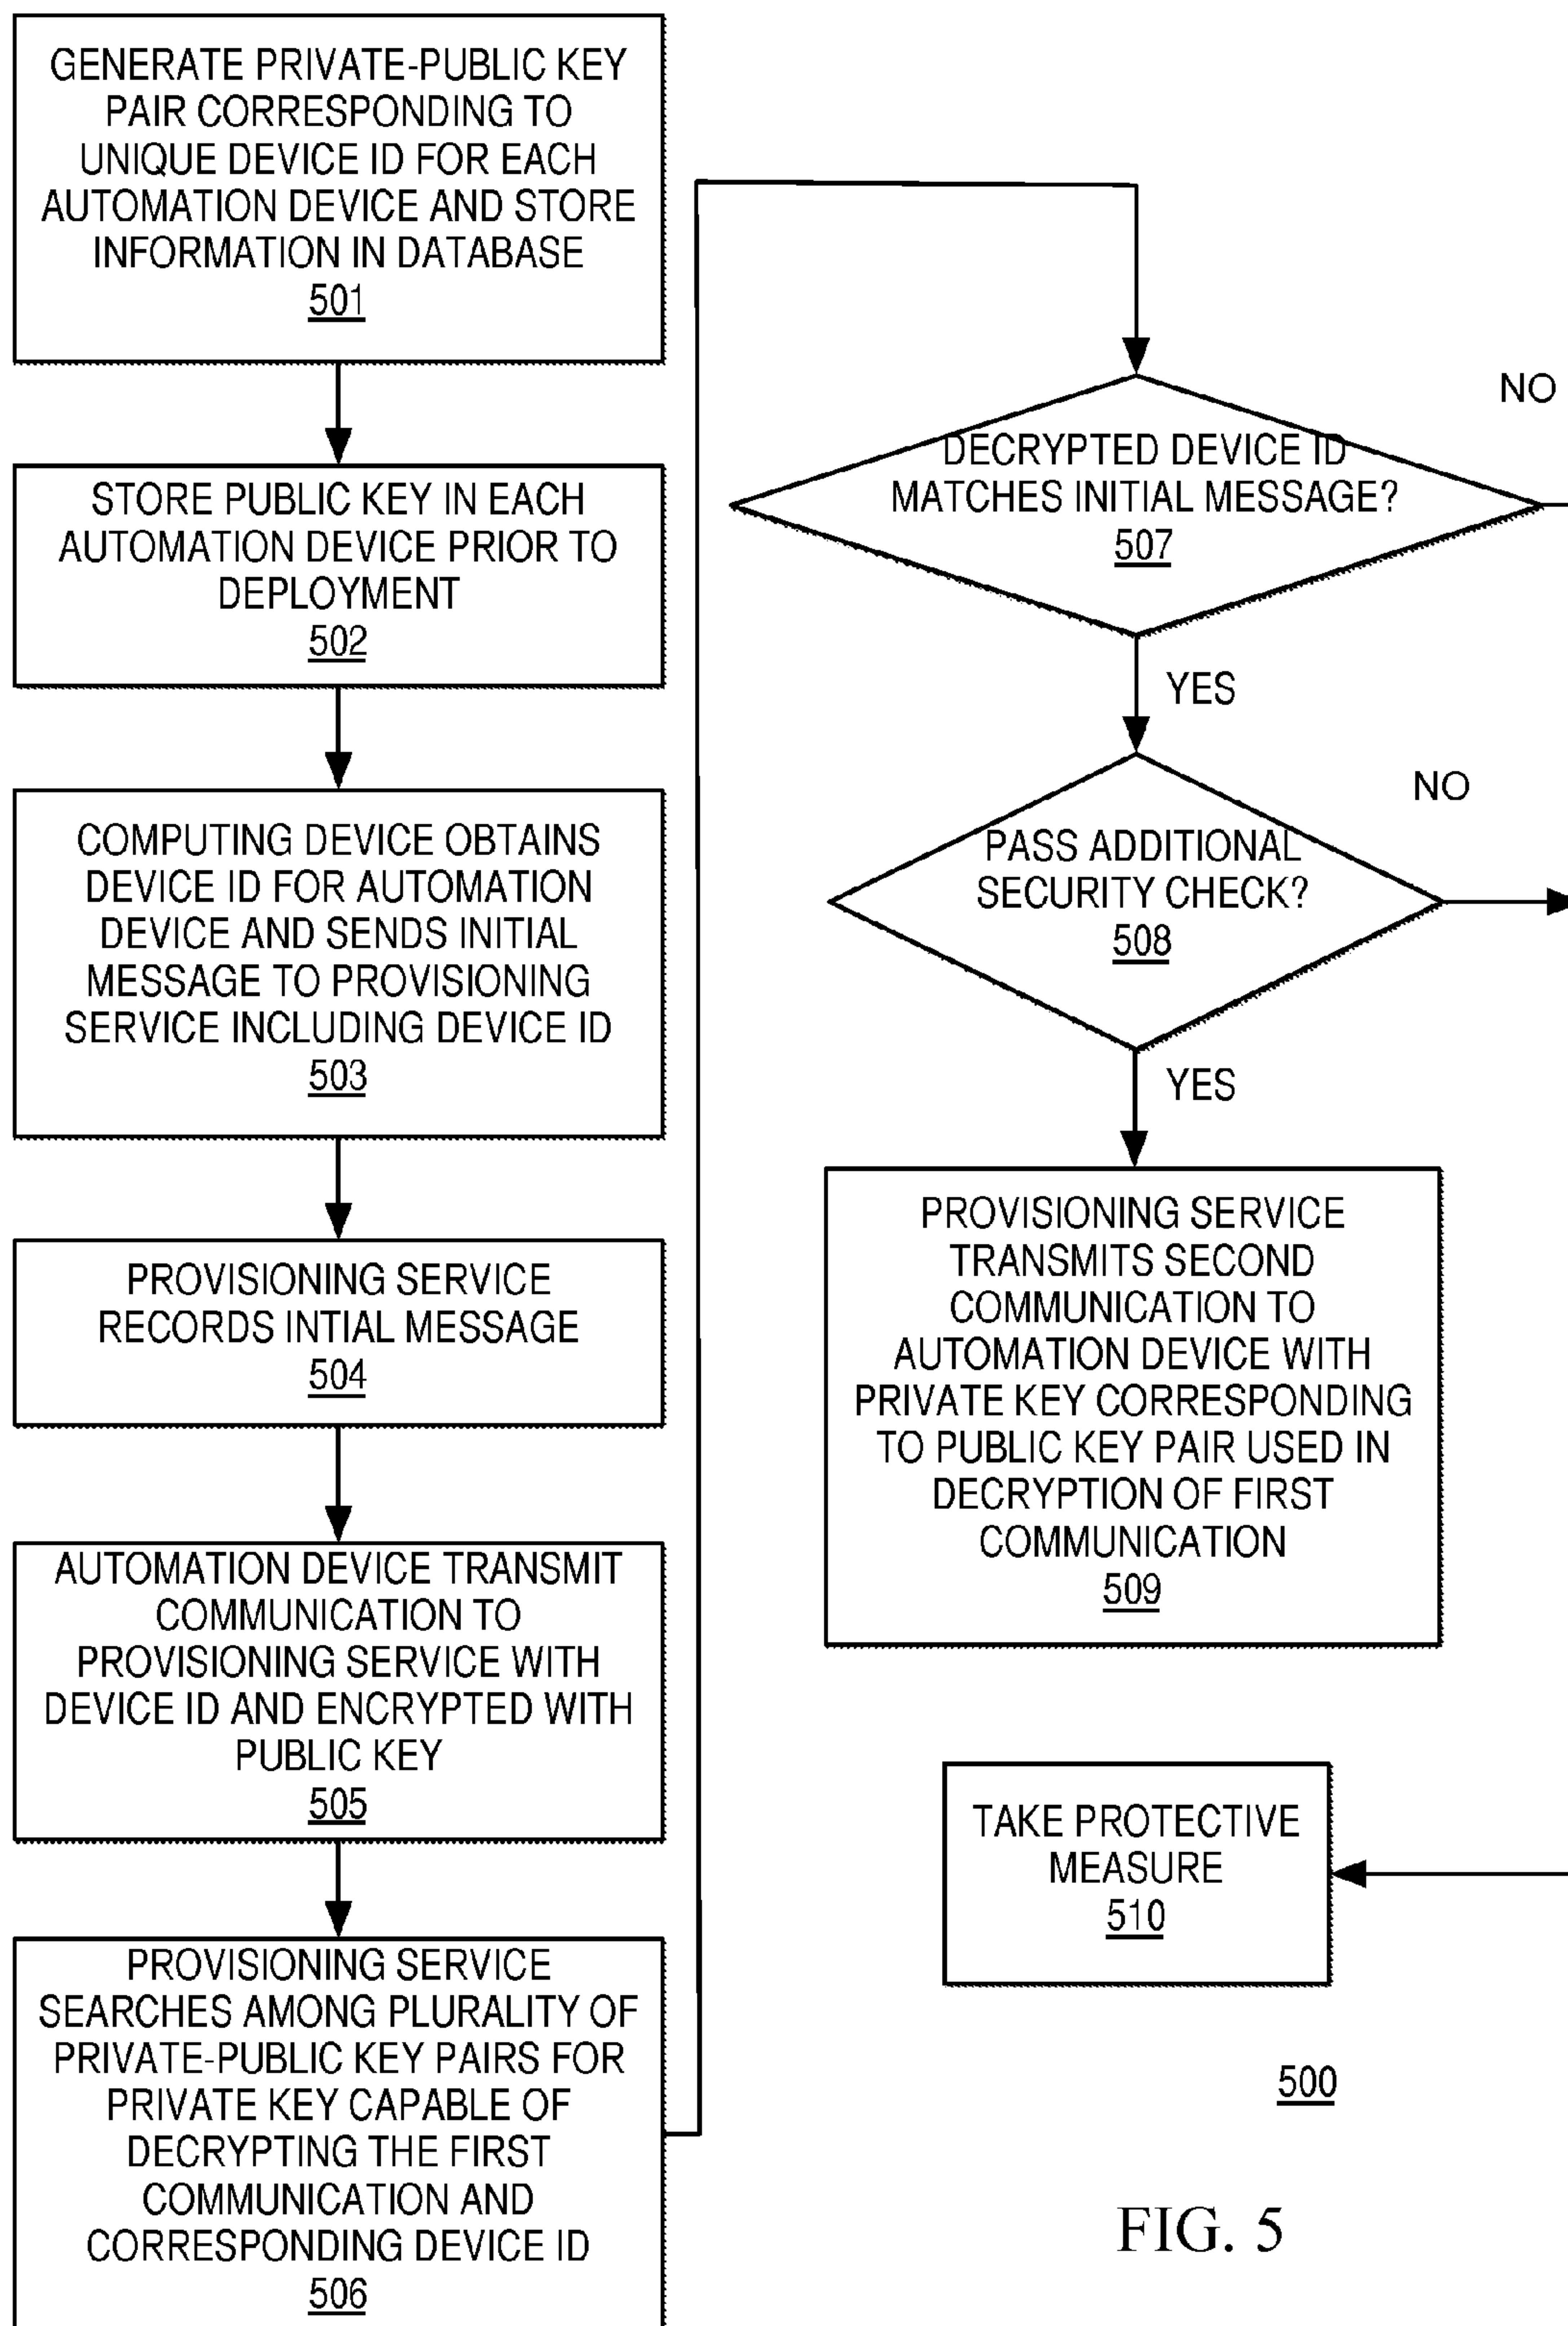 GENERATE PRIVATE-PUBLIC KEY
PAIR CORRESPONDING TO
UNIQUE DEVICE ID FOR EACH
AUTOMATION DEVICE AND STORE
INFORMATION IN DATABASE
501
STORE PUBLIC KEY IN EACH
AUTOMATION DEVICE PRIOR TO
DEPLOYMENT
502
COMPUTING DEVICE OBTAINS
DEVICE ID FOR AUTOMATION
DEVICE AND SENDS INITIAL
MESSAGE TO PROVISIONING
SERVICE INCLUDING DEVICE ID
503
PROVISIONING SERVICE
RECORDS INTIAL MESSAGE
504
AUTOMATION DEVICE TRANSMIT
COMMUNICATION TO
PROVISIONING SERVICE WITH
DEVICE ID AND ENCRYPTED WITH
PUBLIC KEY
505
PROVISIONING SERVICE
SEARCHES AMONG PLURALITY OF
PRIVATE-PUBLIC KEY PAIRS FOR
PRIVATE KEY CAPABLE OF
DECRYPTING THE FIRST
COMMUNICATION AND
CORRESPONDING DEVICE ID
506
NO
DECRYPTED DEVICE ID
MATCHES INITIAL MESSAGE?
507
YES
NO
PASS ADDITIONAL
SECURITY CHECK?
508
YES
PROVISIONING SERVICE
TRANSMITS SECOND
COMMUNICATION TO
AUTOMATION DEVICE WITH
PRIVATE KEY CORRESPONDING
TO PUBLIC KEY PAIR USED IN
DECRYPTION OF FIRST
COMMUNICATION
509
TAKE PROTECTIVE
MEASURE
510
500
FIG. 5